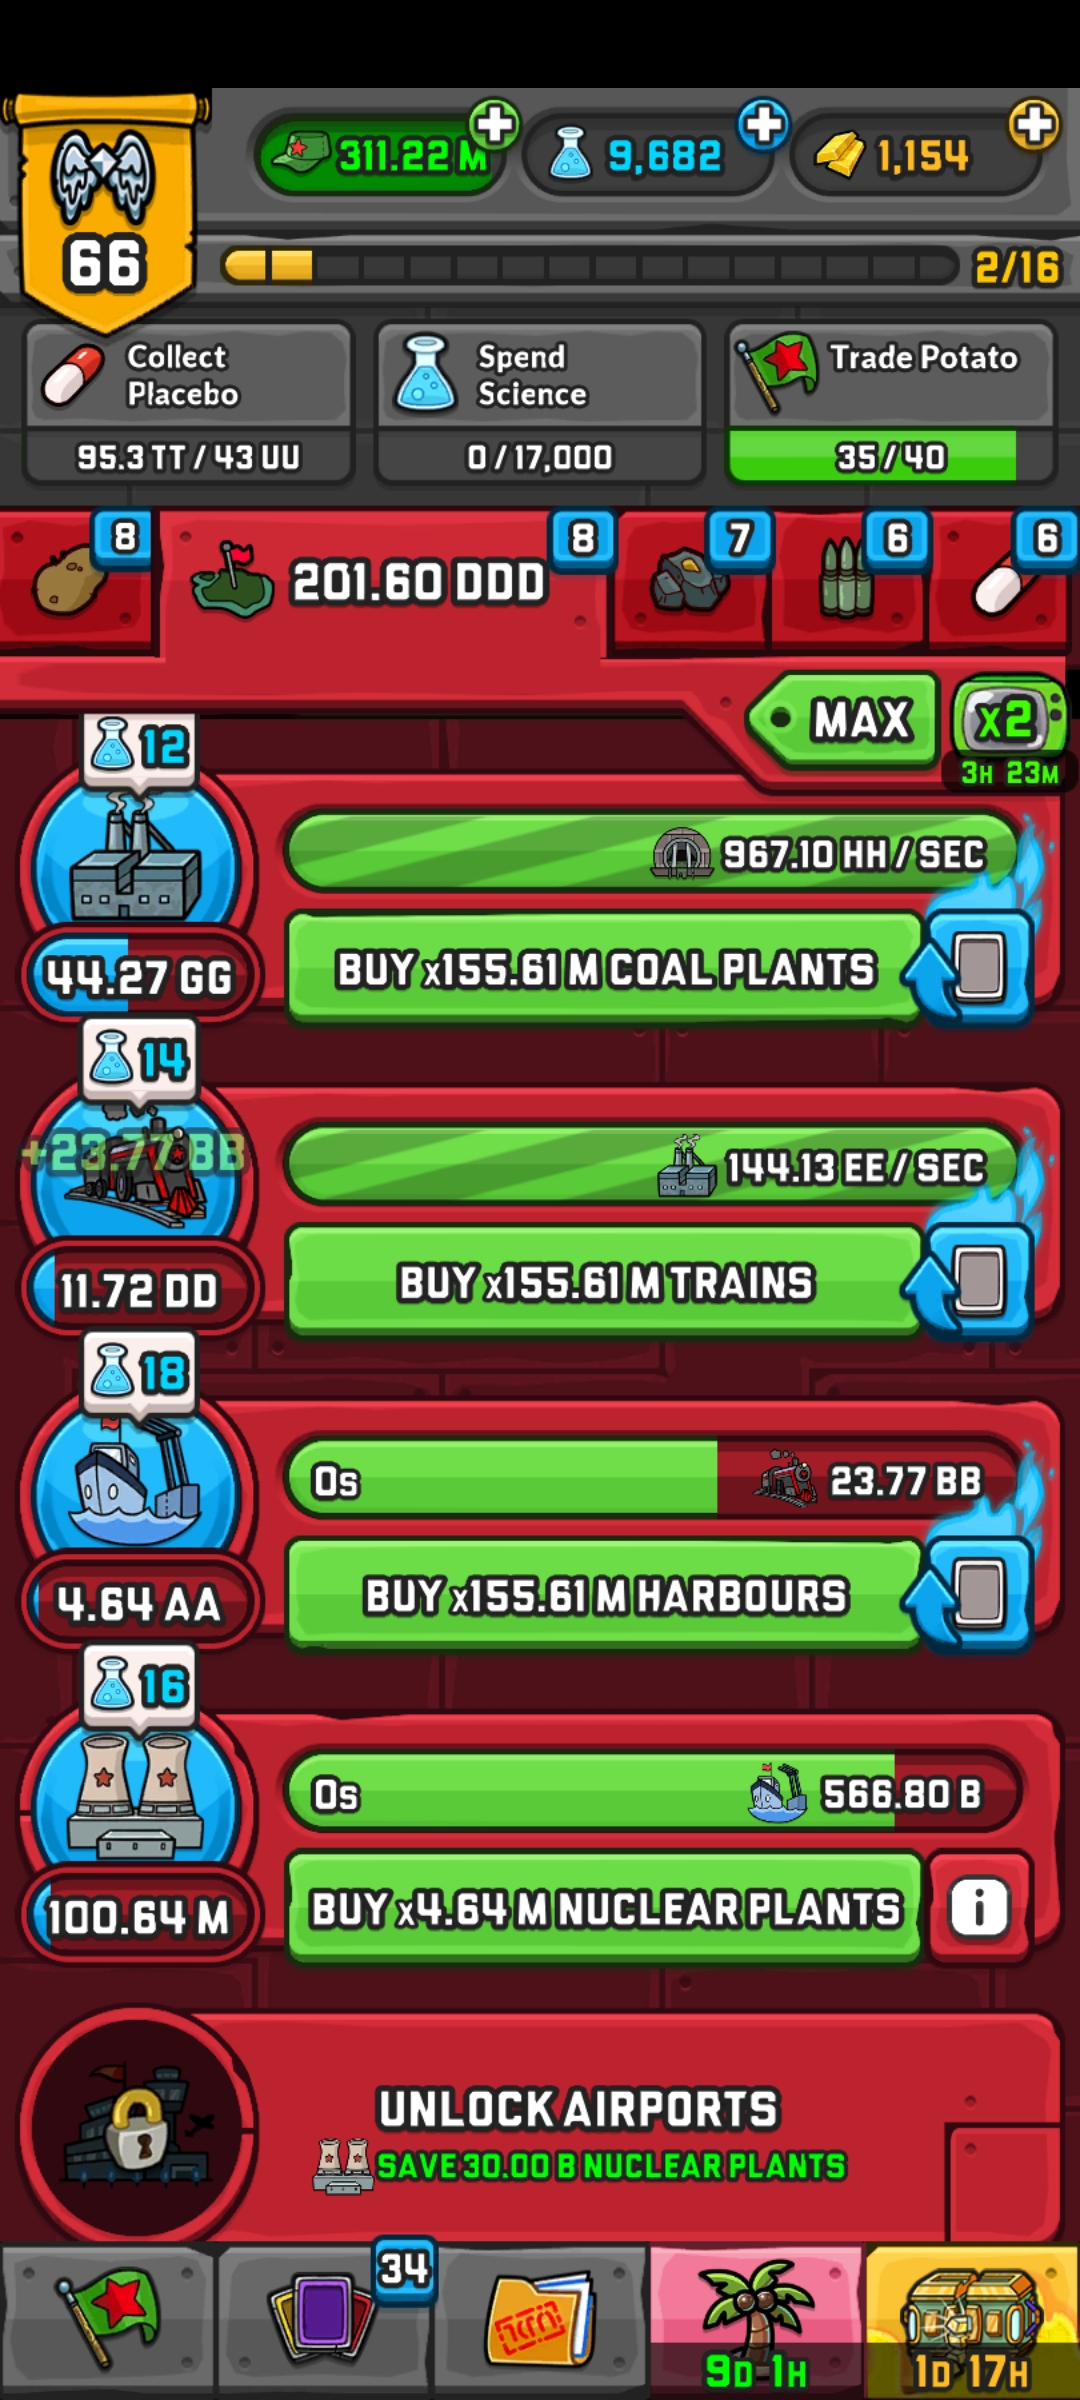 311.22 M
9,682
1,154
66
2/16
Collect
Placebo
95.3 TT / 43 UU
Spend
Science
0 / 17,000
Trade Potato
35 / 40
8
201.60 DDD
8
7
6
6
MAX
x2
3H 23M
12
967.10 HH / SEC
44.27 GG
BUY x155.61 M COAL PLANTS
14
+23.77 BB
144.13 EE / SEC
11.72 DD
BUY x155.61 M TRAINS
18
0s
23.77 BB
4.64 AA
BUY x155.61 M HARBOURS
16
0s
566.80 B
100.64 M
BUY x4.64 M NUCLEAR PLANTS
i
UNLOCK AIRPORTS
SAVE 30.00 B NUCLEAR PLANTS
34
9D 1H
1D 17H